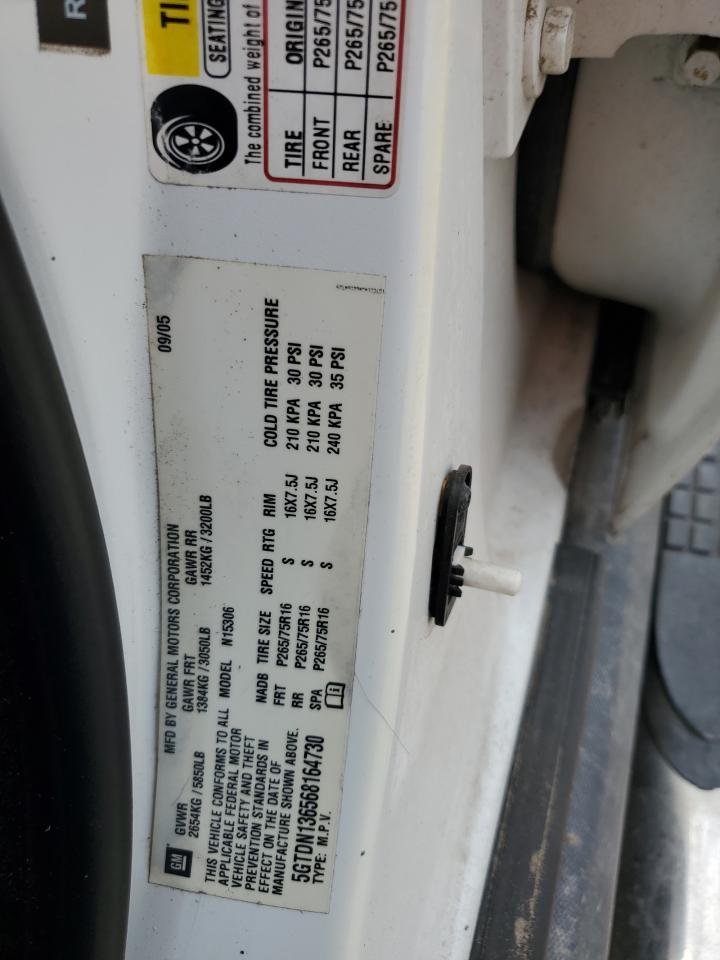 R
TI
SEATING
The combined weight of
TIRE ORIGIN
FRONT P265/75
REAR P265/75
SPARE P265/75
MFD BY GENERAL MOTORS CORPORATION 09/05
GM GVWR GAWR FRT GAWR RR
2654KG/5850LB 1384KG/3050LB 1452KG/3200LB
THIS VEHICLE CONFORMS TO ALL
APPLICABLE FEDERAL MOTOR
VEHICLE SAFETY AND THEFT
PREVENTION STANDARDS IN
EFFECT ON THE DATE OF
MANUFACTURE SHOWN ABOVE.
5GTDN136568164730
TYPE: M.P.V.
MODEL N15306
NADB TIRE SIZE SPEED RTG RIM COLD TIRE PRESSURE
FRT P265/75R16 S 16X7.5J 210 KPA 30 PSI
RR P265/75R16 S 16X7.5J 210 KPA 30 PSI
SPA P265/75R16 S 16X7.5J 240 KPA 35 PSI